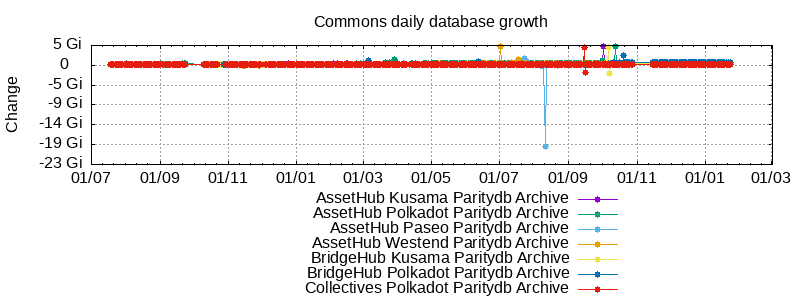 Commons daily database growth
Change
5 Gi
0
-5 Gi
-9 Gi
-14 Gi
-19 Gi
-23 Gi
01/07 01/09 01/11 01/01 01/03 01/05 01/07 01/09 01/11 01/01 01/03
AssetHub Kusama Paritydb Archive
AssetHub Polkadot Paritydb Archive
AssetHub Paseo Paritydb Archive
AssetHub Westend Paritydb Archive
BridgeHub Kusama Paritydb Archive
BridgeHub Polkadot Paritydb Archive
Collectives Polkadot Paritydb Archive